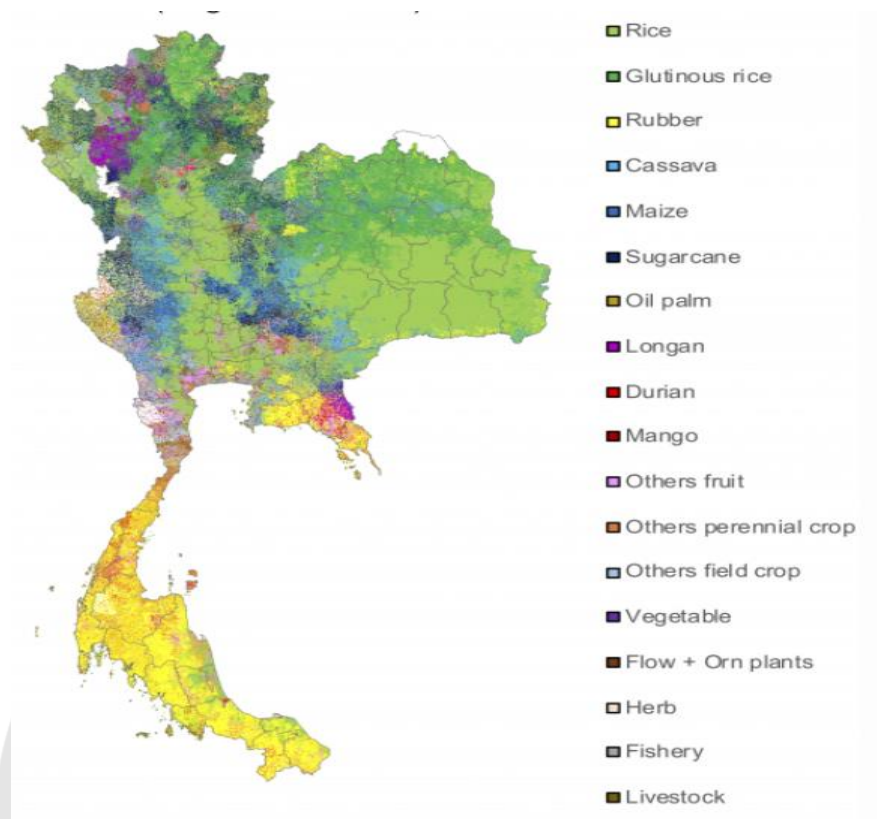 Rice
Glutinous rice
Rubber
Cassava
Maize
Sugarcane
Oil palm
Longan
Durian
Mango
Others fruit
Others perennial crop
Others field crop
Vegetable
Flow + Orn plants
Herb
Fishery
Livestock